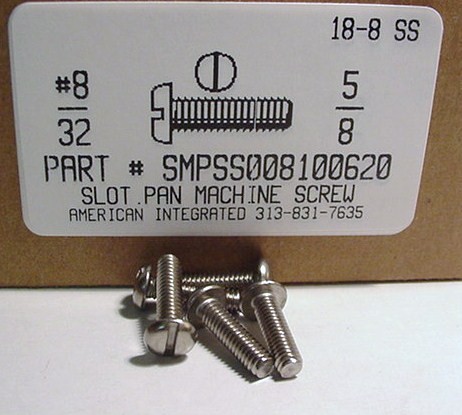 18-8 SS
#8
32
5
8
PART # SMPSS008100620
SLOT.PAN MACHINE SCREW
AMERICAN INTEGRATED 313-831-7635